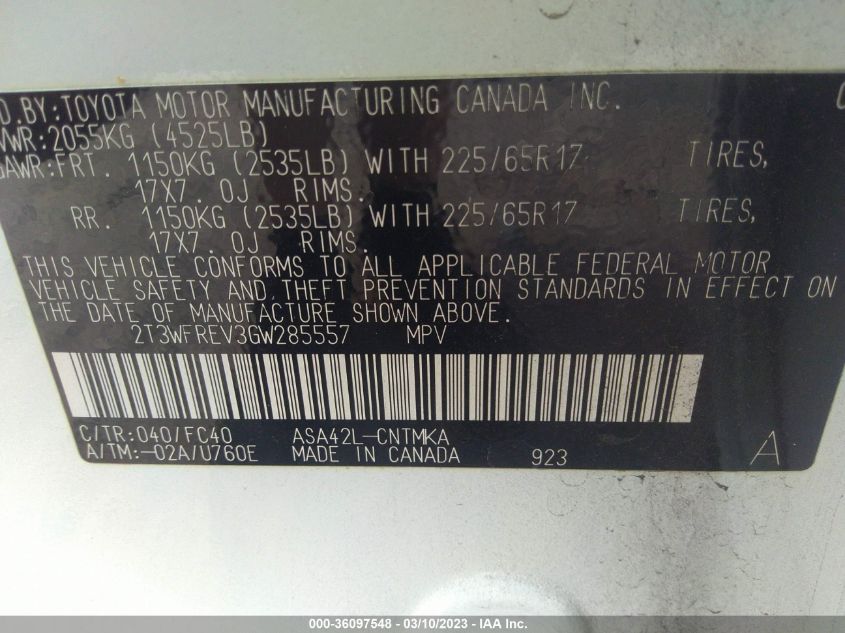 D.BY:TOYOTA MOTOR MANUFACTURING CANADA INC.
VWR:2055KG (4525LB)
GAWR:FRT. 1150KG (2535LB) WITH 225/65R17 TIRES,
17X7.0J RIMS.
RR. 1150KG (2535LB) WITH 225/65R17 TIRES,
17X7.0J RIMS.
THIS VEHICLE CONFORMS TO ALL APPLICABLE FEDERAL MOTOR
VEHICLE SAFETY AND THEFT PREVENTION STANDARDS IN EFFECT ON
THE DATE OF MANUFACTURE SHOWN ABOVE.
2T3WFREV3GW285557 MPV
C/TR:040/FC40 ASA42L-CNTMKA
A/TM:-02A/U760E MADE IN CANADA 923 A
000-36097548 - 03/10/2023 - IAA Inc.